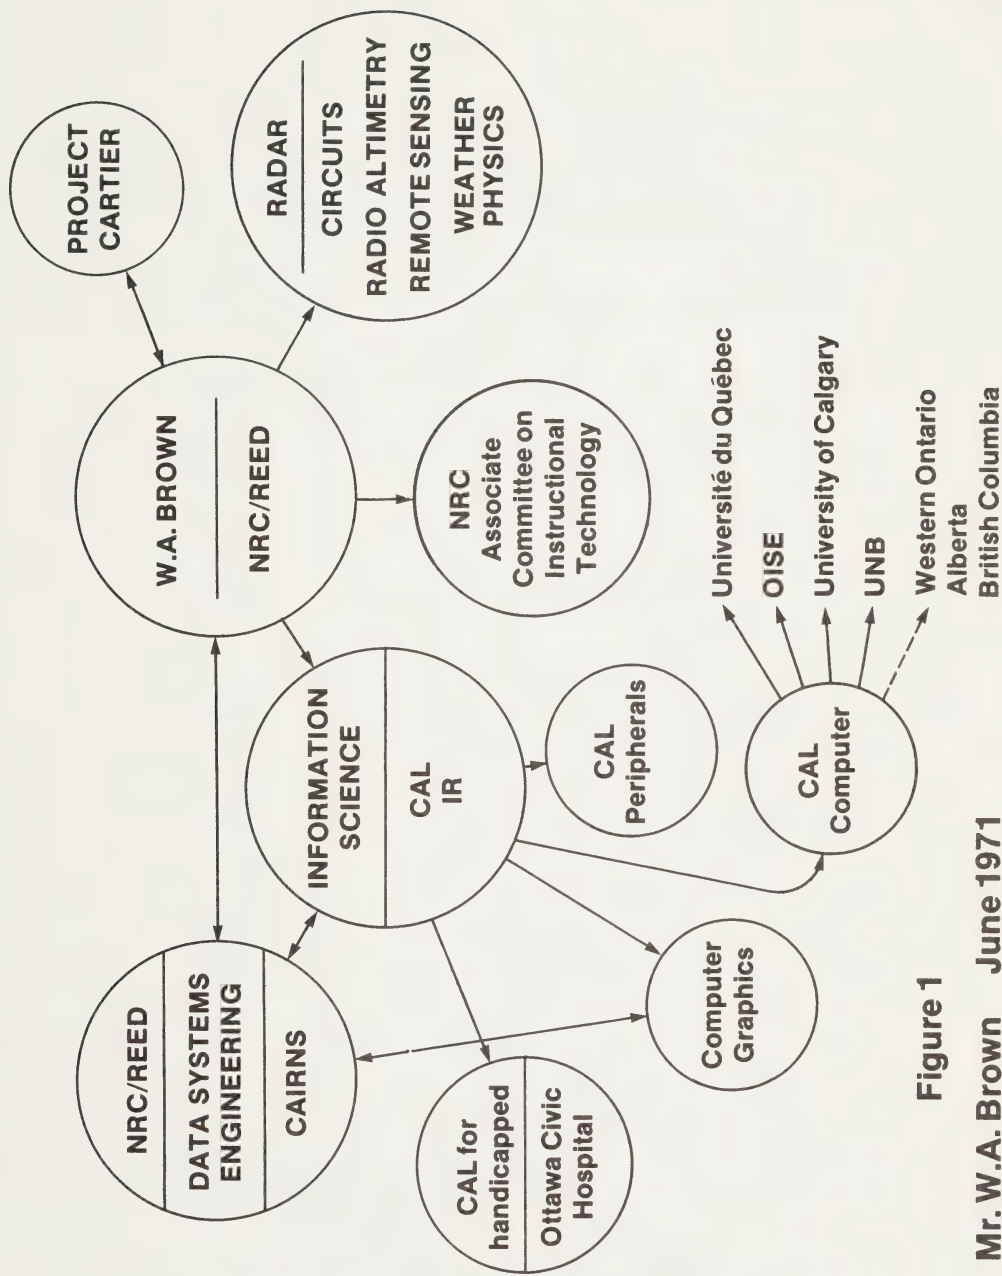 PROJECT
CARTIER
RADAR
CIRCUITS
RADIO ALTIMETRY
REMOTE SENSING
WEATHER
PHYSICS
W.A. BROWN
NRC/REED
NRC
Associate
Committee on
Instructional
Technology
NRC/REED
DATA SYSTEMS
ENGINEERING
CAIRNS
INFORMATION
SCIENCE
CAL
IR
CAL
Peripherals
CAL for
handicapped
Ottawa Civic
Hospital
Computer
Graphics
CAL
Computer
Université du Québec
OISE
University of Calgary
UNB
Western Ontario
Alberta
British Columbia
Figure 1
Mr. W.A. Brown June 1971